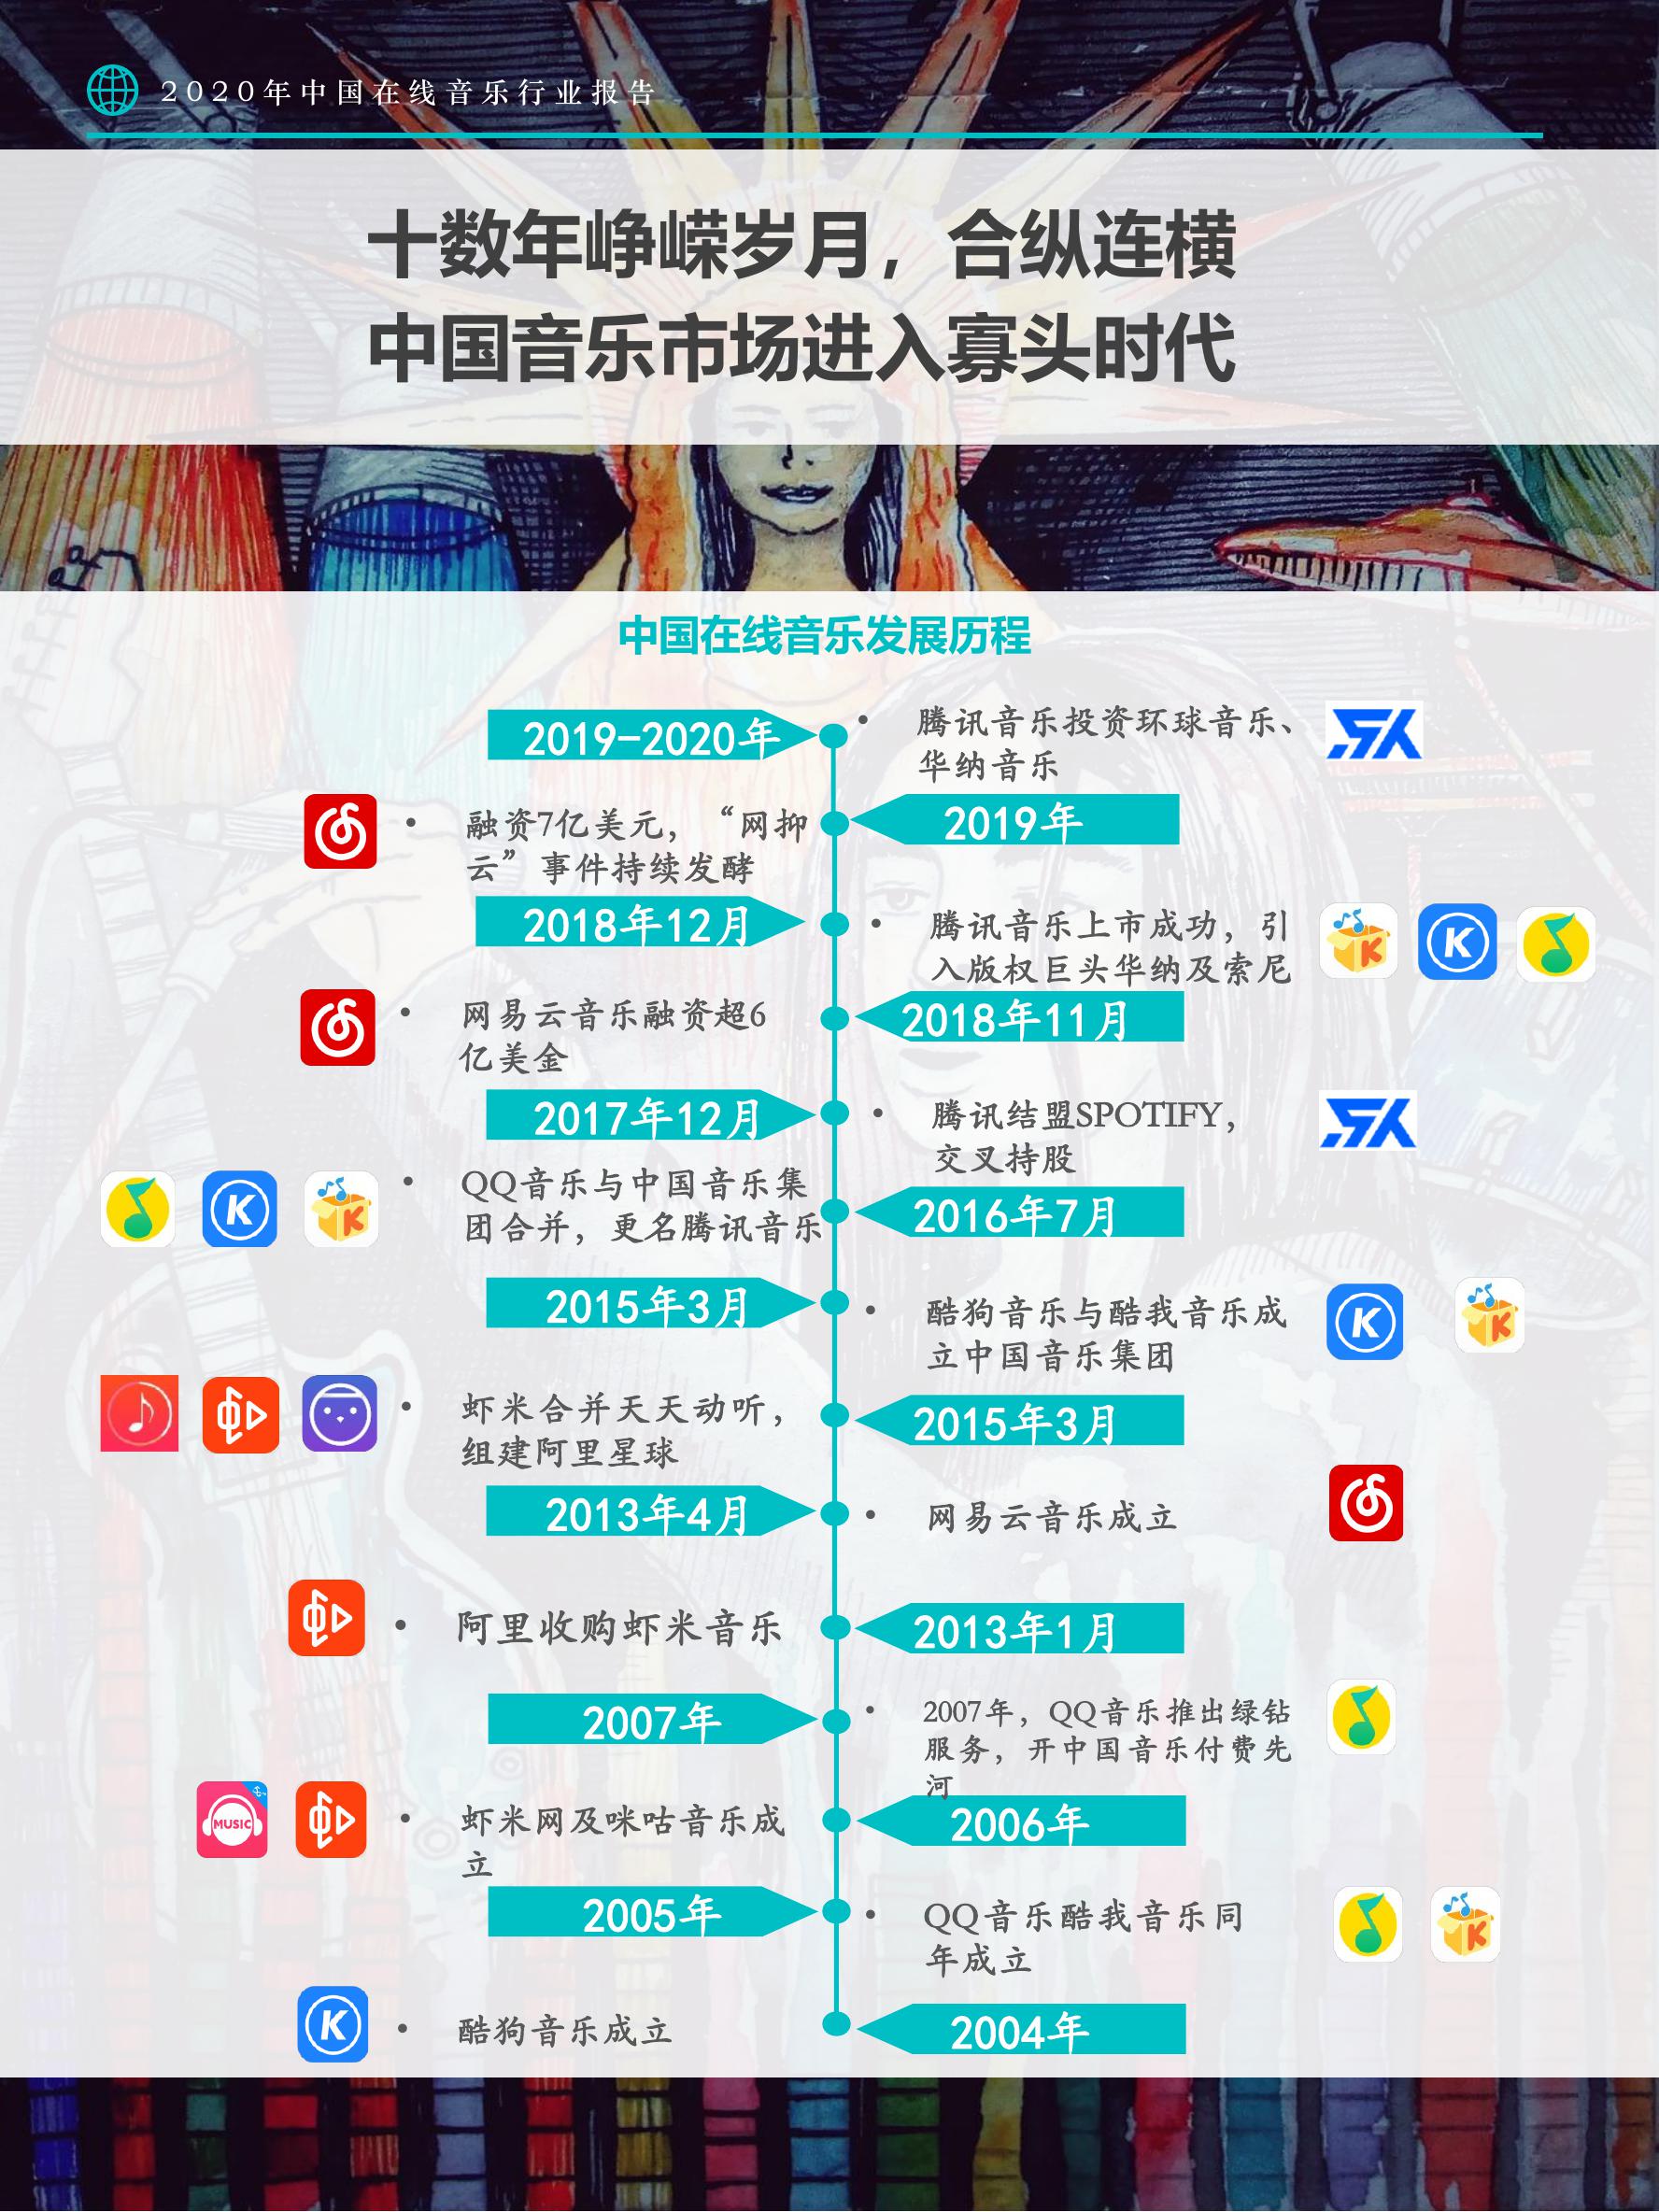 2020年中国在线音乐行业报告
十数年峥嵘岁月，合纵连横
中国音乐市场进入寡头时代
中国在线音乐发展历程
2019-2020年
• 腾讯音乐投资环球音乐、
华纳音乐
2019年
• 融资7亿美元，“网抑
云”事件持续发酵
2018年12月
• 腾讯音乐上市成功，引
入版权巨头华纳及索尼
2018年11月
• 网易云音乐融资超6
亿美金
2017年12月
• 腾讯结盟SPOTIFY，
交叉持股
2016年7月
• QQ音乐与中国音乐集
团合并，更名腾讯音乐
2015年3月
• 酷狗音乐与酷我音乐成
立中国音乐集团
2015年3月
• 虾米合并天天动听，
组建阿里星球
2013年4月
• 网易云音乐成立
2013年1月
• 阿里收购虾米音乐
2007年
• 2007年，QQ音乐推出绿钻
服务，开中国音乐付费先
河
2006年
• 虾米网及咪咕音乐成
立
MUSIC
2005年
• QQ音乐酷我音乐同
年成立
2004年
• 酷狗音乐成立